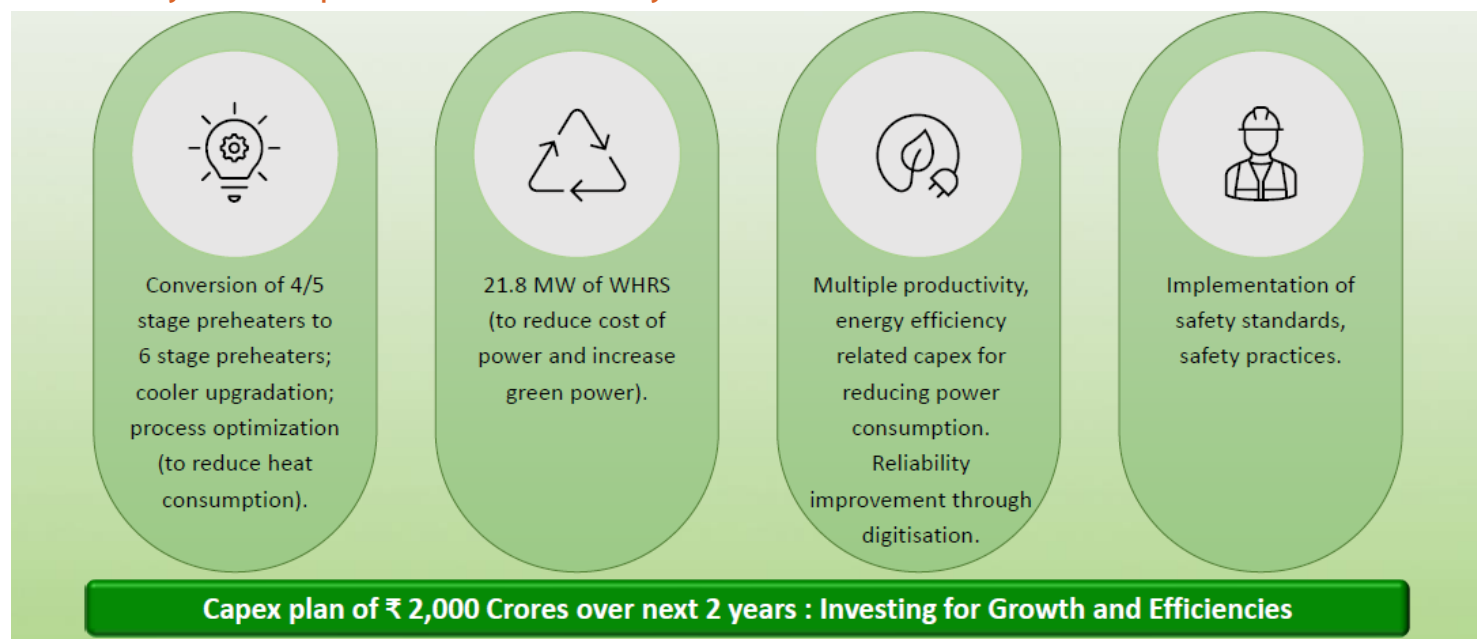 Conversion of 4/5
stage preheaters to
6 stage preheaters;
cooler upgradation;
process optimization
(to reduce heat
consumption).
21.8 MW of WHRS
(to reduce cost of
power and increase
green power).
Multiple productivity,
energy efficiency
related capex for
reducing power
consumption.
Reliability
improvement through
digitisation.
Implementation of
safety standards,
safety practices.
Capex plan of ₹ 2,000 Crores over next 2 years : Investing for Growth and Efficiencies